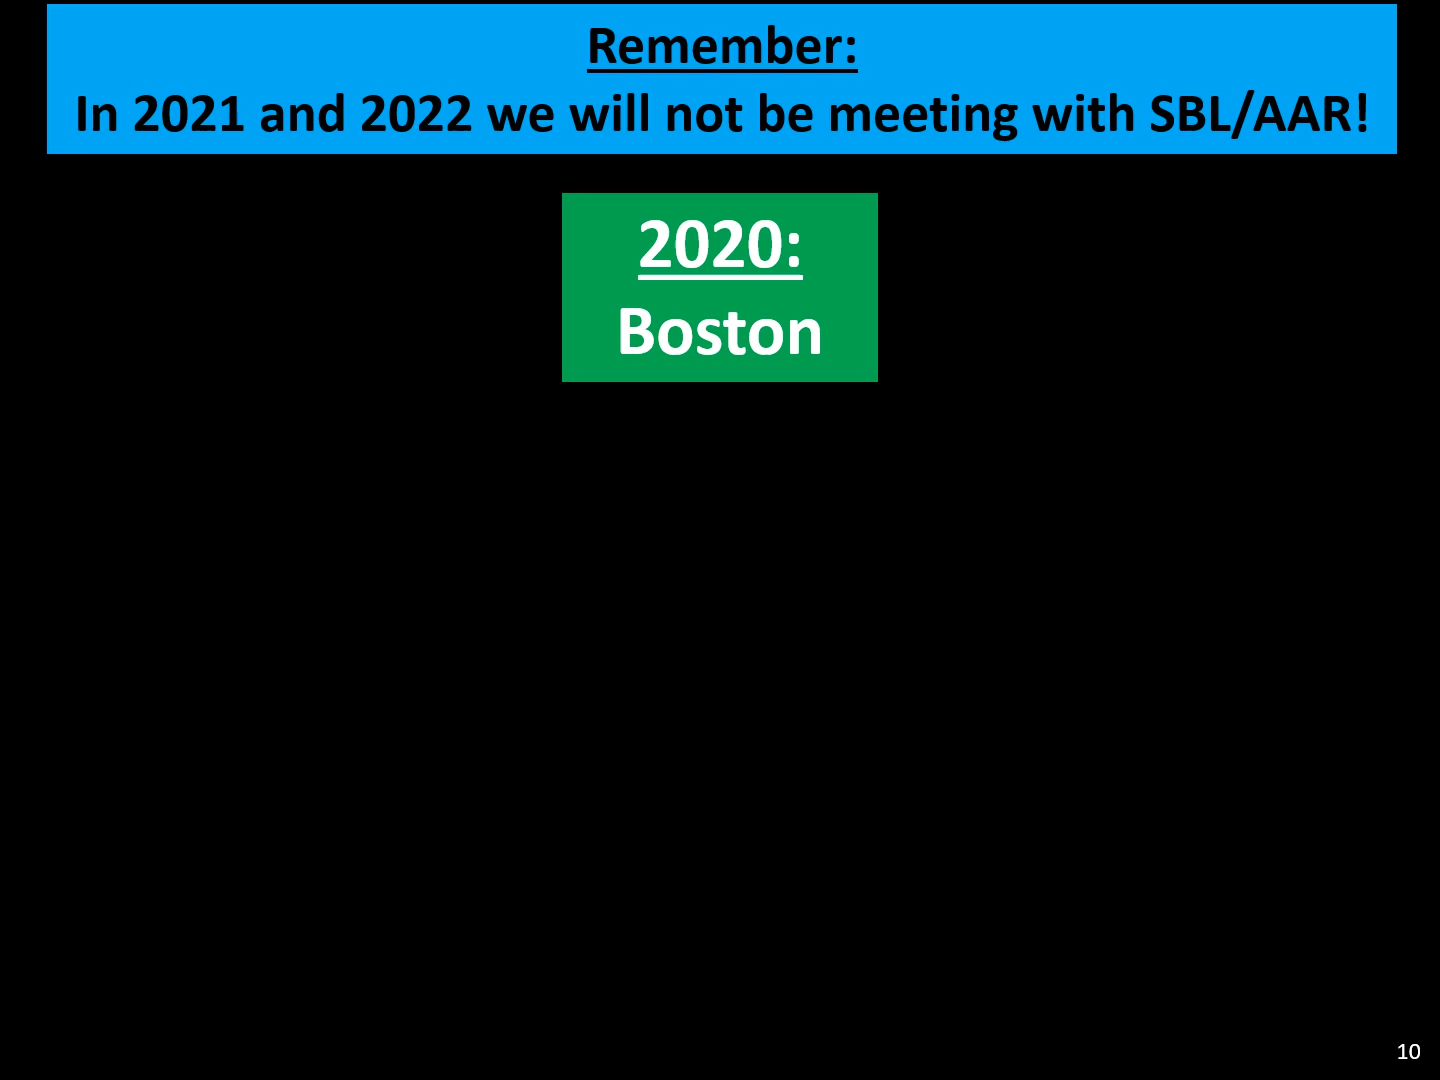 Remember:
In 2021 and 2022 we will not be meeting with SBL/AAR!
2020:
Boston
10